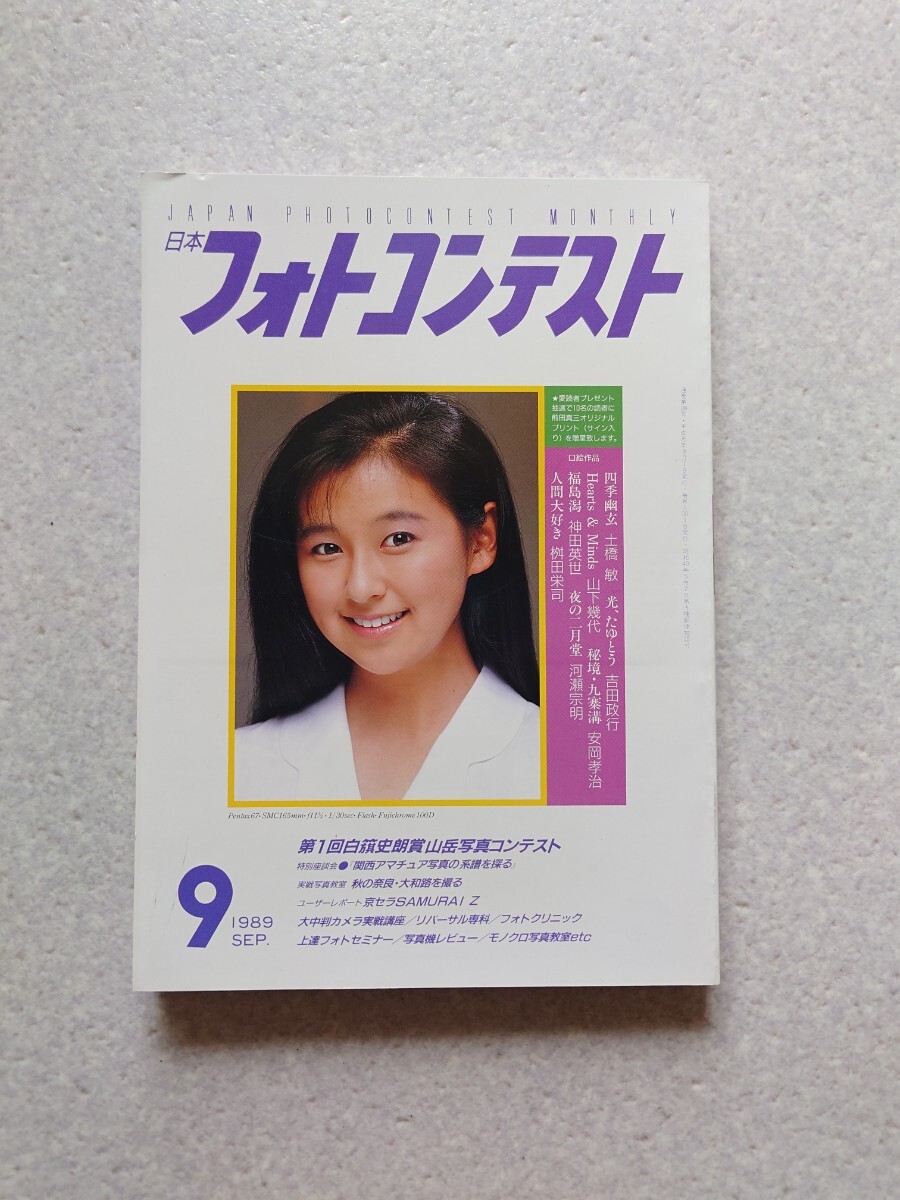 JAPAN PHOTOCONTEST MONTHLY
日本
フォトコンテスト
★愛読者プレゼント
抽選で10名の読者に
前田真三オリジナル
プリント（サイン入
り）を贈呈致します。
口絵作品
四季幽玄 土橋 敏 光、たゆとう 吉田政行
Hearts & Minds 山下幾代 秘境・九寨溝 安岡孝治
福島潟 神田英世 夜の二月堂 河瀬宗明
人間大好き 桝田栄司
Pentax67・SMC165mm・f11½・1/30sec・Flash・Fujichrome 100D
第1回白籏史朗賞山岳写真コンテスト
特別座談会●『関西アマチュア写真の系譜を探る』
実戦写真教室 秋の奈良・大和路を撮る
ユーザーレポート 京セラSAMURAI Z
大中判カメラ実戦講座／リバーサル専科／フォトクリニック
上達フォトセミナー／写真機レビュー／モノクロ写真教室etc
9
1989
SEP.